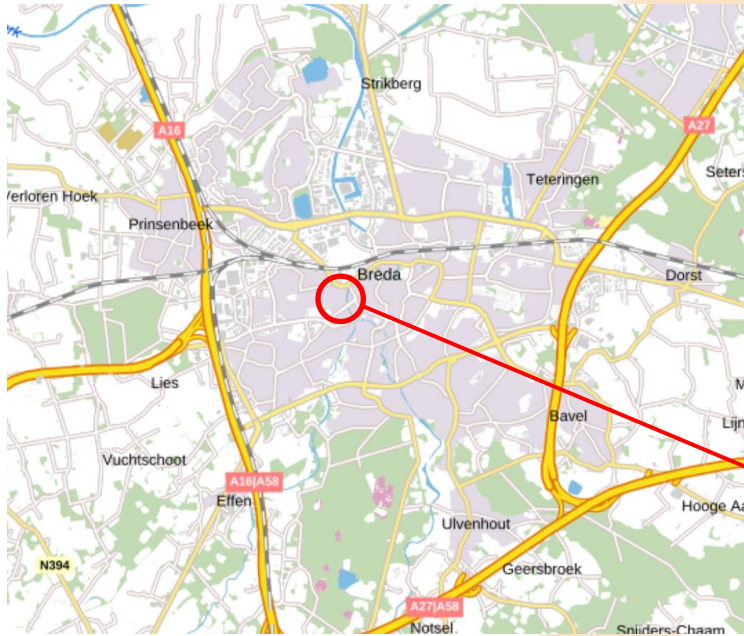 Strikberg
A16
A27
Teteringen
Seters
Verloren Hoek
Prinsenbeek
Breda
Dorst
Lies
Bavel
Lijn
Vuchtschoot
A16|A58
Effen
Hooge Aa
Ulvenhout
N394
Geersbroek
A27|A58
Notsel
Snijders-Chaam